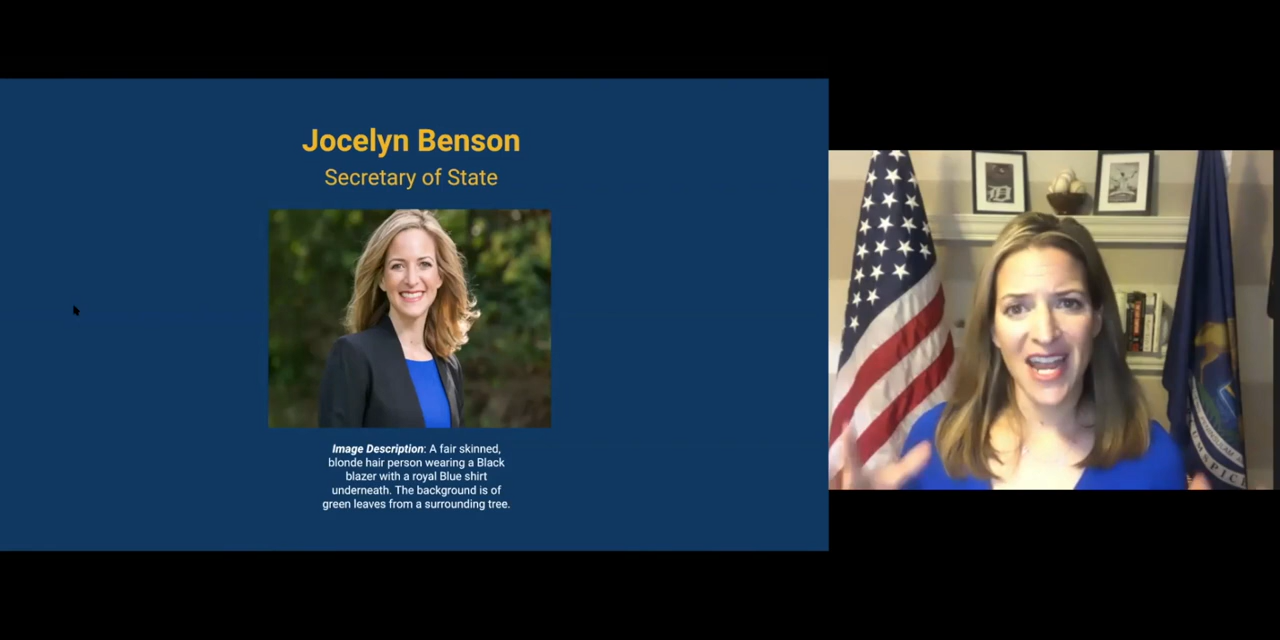 Jocelyn Benson
Secretary of State
Image Description: A fair skinned,
blonde hair person wearing a Black
blazer with a royal Blue shirt
underneath. The background is of
green leaves from a surrounding tree.